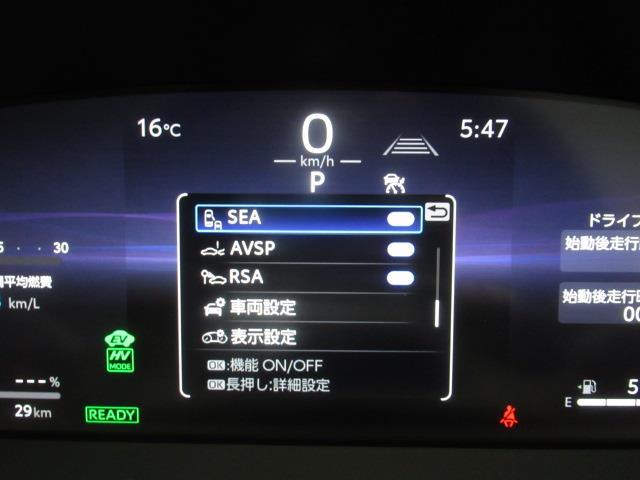 16℃
0
km/h
5:47
P
SEA
AVSP
RSA
車両設定
表示設定
OK:機能 ON/OFF
OK長押し:詳細設定
30
平均燃費
km/L
EV
HV
MODE
---%
29km
READY
ドライ
始動後走行
始動後走行
00
E
5